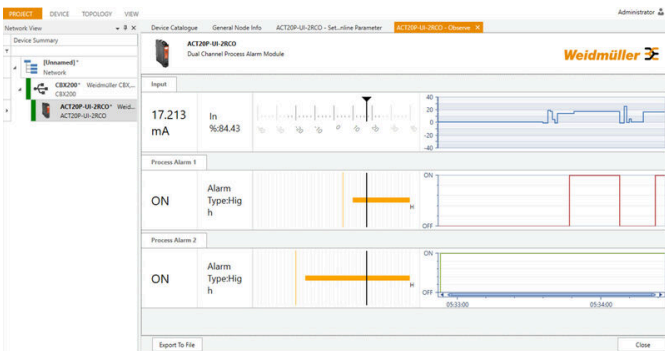 PROJECT DEVICE TOPOLOGY VIEW
Administrator
Network View
Device Catalogue General Node Info ACT20P-UI-2RCO - Set...nline Parameter ACT20P-UI-2RCO - Observe X
Device Summary
ACT20P-UI-2RCO
Dual Channel Process Alarm Module
Weidmüller
[Unnamed]*
Network
CBX200* Weidmüller CBX,...
CBX200
ACT20P-UI-2RCO* Weid...
ACT20P-UI-2RCO
Input
17.213
mA
In
%:84.43
40
20
0
-20
-40
Process Alarm 1
ON
Alarm
Type:Hig
h
H
ON
OFF
Process Alarm 2
ON
Alarm
Type:Hig
h
H
ON
OFF
05:33:00 05:34:00
Export To File
Close